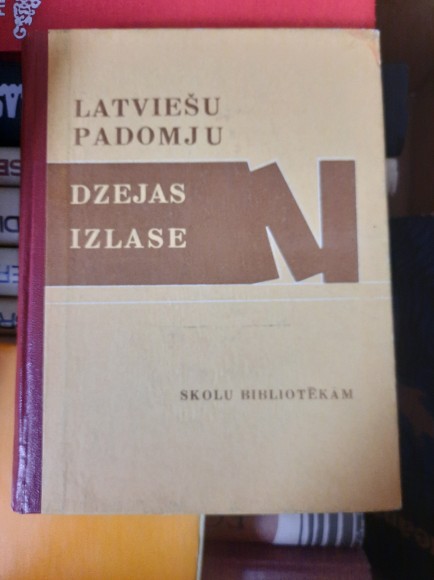 LATVIEŠU
PADOMJU
DZEJAS
IZLASE
SKOLU BIBLIOTĒKĀM